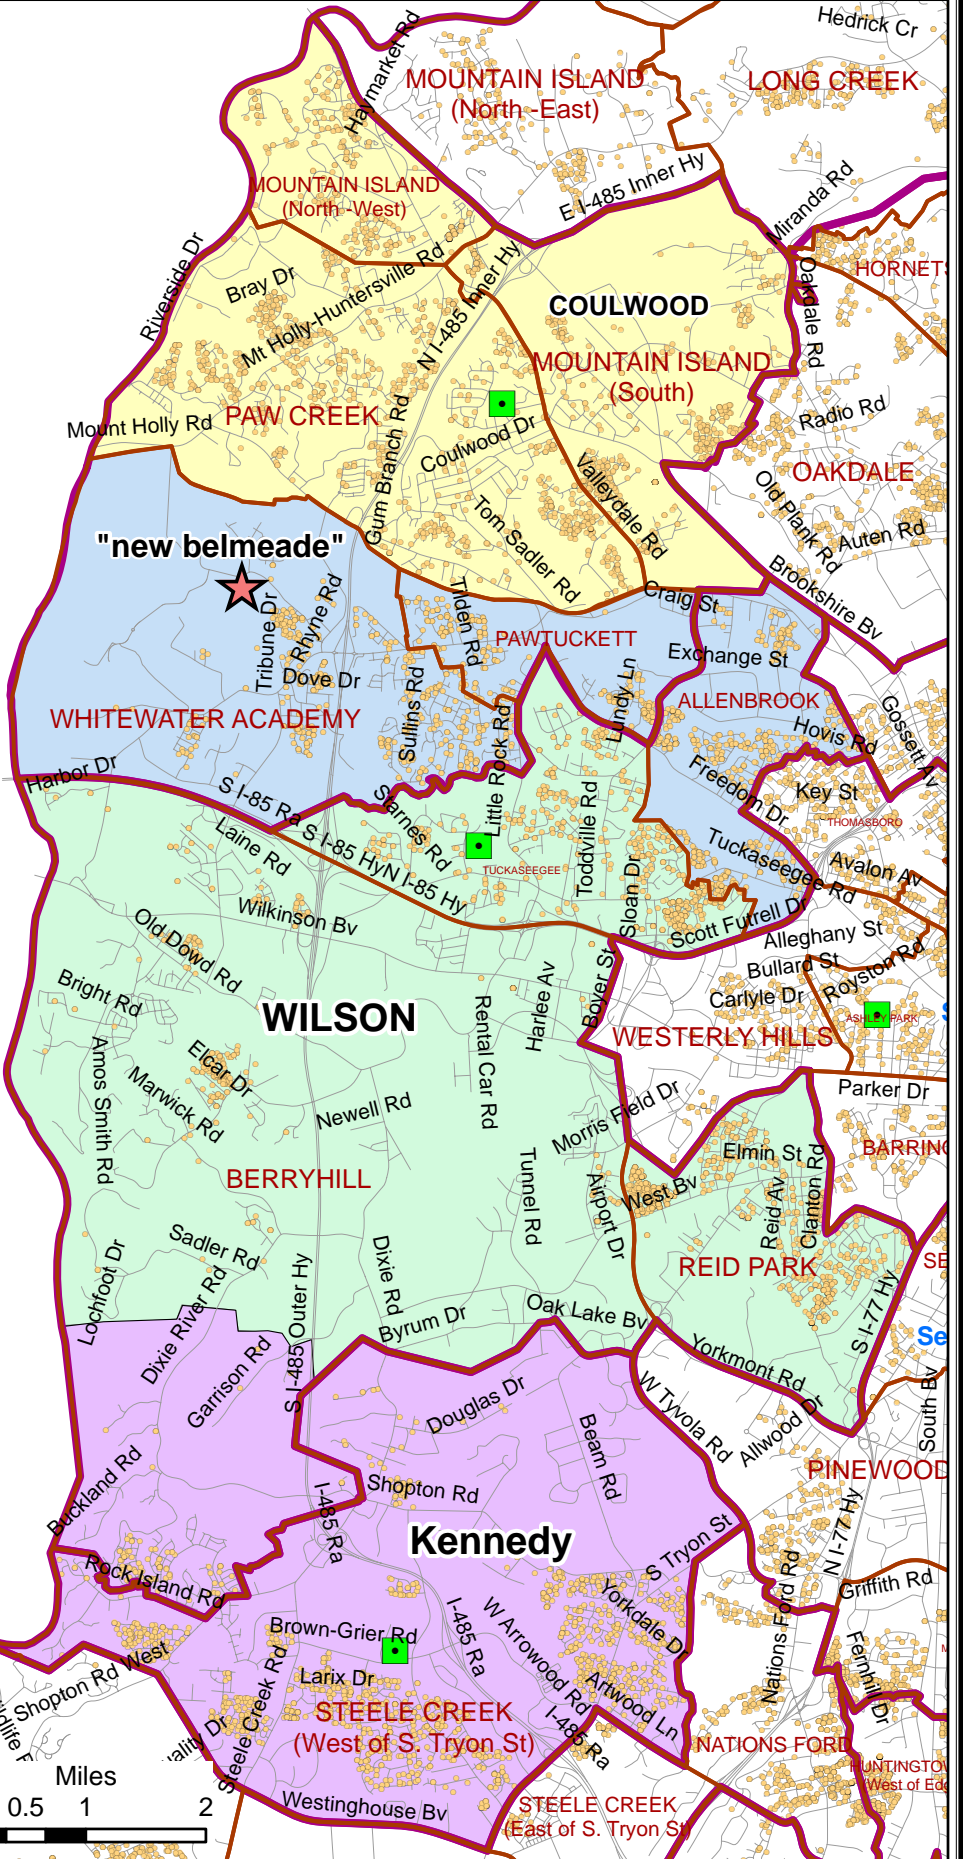 Hedrick Cr
Haymarket Rd
MOUNTAIN ISLAND
(North -East)
LONG CREEK
E I-485 Inner Hy
MOUNTAIN ISLAND
(North -West)
Miranda Rd
Riverside Dr
Bray Dr
Mt Holly-Huntersville Rd
N I-485 Inner Hy
COULWOOD
HORNETS
Oakdale Rd
MOUNTAIN ISLAND
(South)
PAW CREEK
Mount Holly Rd
Gum Branch Rd
Coulwood Dr
Radio Rd
Valleydale Rd
OAKDALE
Old Plank Rd
Auten Rd
Tom Sadler Rd
"new belmeade"
Tribune Dr
Rhyne Rd
Tilden Rd
Craig St
Brookshire Bv
PAWTUCKETT
Exchange St
Dove Dr
Sullins Rd
Lundy Ln
ALLENBROOK
WHITEWATER ACADEMY
Little Rock Rd
Hovis Rd
Gossett Av
Harbor Dr
S I-85 Ra
S I-85 Hy
N I-85 Hy
Starnes Rd
Toddville Rd
Freedom Dr
Key St
THOMASBORO
Laine Rd
TUCKASEEGEE
Tuckaseegee Rd
Avalon Av
Sloan Dr
Wilkinson Bv
Scott Futrell Dr
Alleghany St
Old Dowd Rd
Bullard St
Royston Rd
Bright Rd
Harlee Av
Boyer St
Carlyle Dr
WILSON
Rental Car Rd
WESTERLY HILLS
ASHLEY PARK
S
Amos Smith Rd
Elcar Dr
Marwick Rd
Newell Rd
Morris Field Dr
Parker Dr
BERRYHILL
Tunnel Rd
Airport Dr
West Bv
Elmin St
Reid Av
Clanton Rd
BARRING
Lochfoot Dr
Sadler Rd
Dixie River Rd
S I-485 Outer Hy
Dixie Rd
REID PARK
SE
Byrum Dr
Oak Lake Bv
S I-77 Hy
Se
Garrison Rd
Yorkmont Rd
W Tyvola Rd
Allwood Dr
South Bv
Douglas Dr
Beam Rd
PINEWOOD
Buckland Rd
Shopton Rd
I-485 Ra
Kennedy
S Tryon St
N I-77 Hy
Rock Island Rd
Griffith Rd
Nations Ford Rd
Yorkdale Dr
Brown-Grier Rd
I-485 Ra
W Arrowood Rd
Shopton Rd West
Larix Dr
Artwood Ln
Fernhill Dr
Steele Creek Rd
STEELE CREEK
(West of S. Tryon St)
I-485 Ra
NATIONS FORD
HUNTINGTOW
(West of Edg
Westinghouse Bv
STEELE CREEK
(East of S. Tryon St)
Miles
0.5 1 2